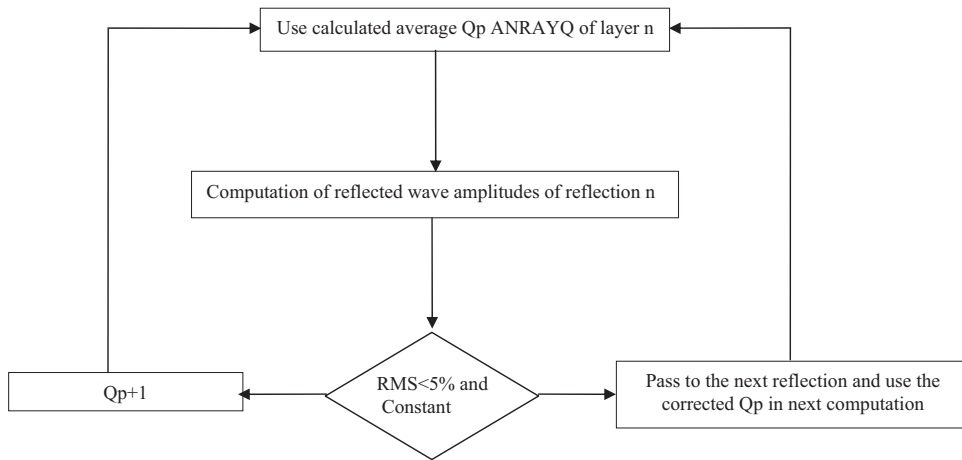 Use calculated average Qp ANRAYQ of layer n
Computation of reflected wave amplitudes of reflection n
RMS<5% and
Constant
Qp+1
Pass to the next reflection and use the
corrected Qp in next computation